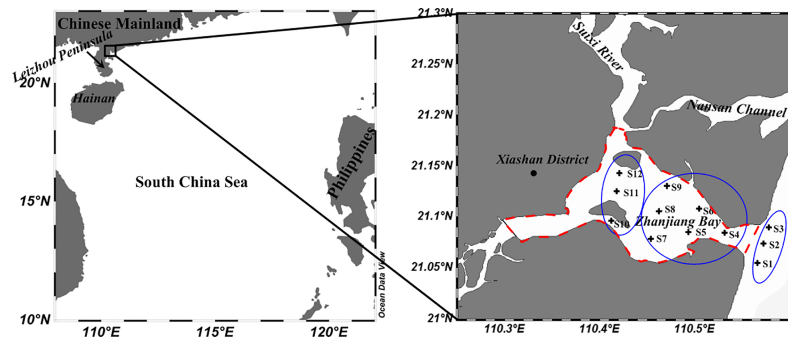 Chinese Mainland
Leizhou Peninsula
Hainan
South China Sea
Philippines
Ocean Data View
20°N
15°N
10°N
110°E
115°E
120°E
21.3°N
21.25°N
21.2°N
21.15°N
21.1°N
21.05°N
21°N
110.3°E
110.4°E
110.5°E
Suixi River
Nansan Channel
Xiashan District
Zhanjiang Bay
S12
S11
S10
S9
S8
S7
S6
S5
S4
S3
S2
S1